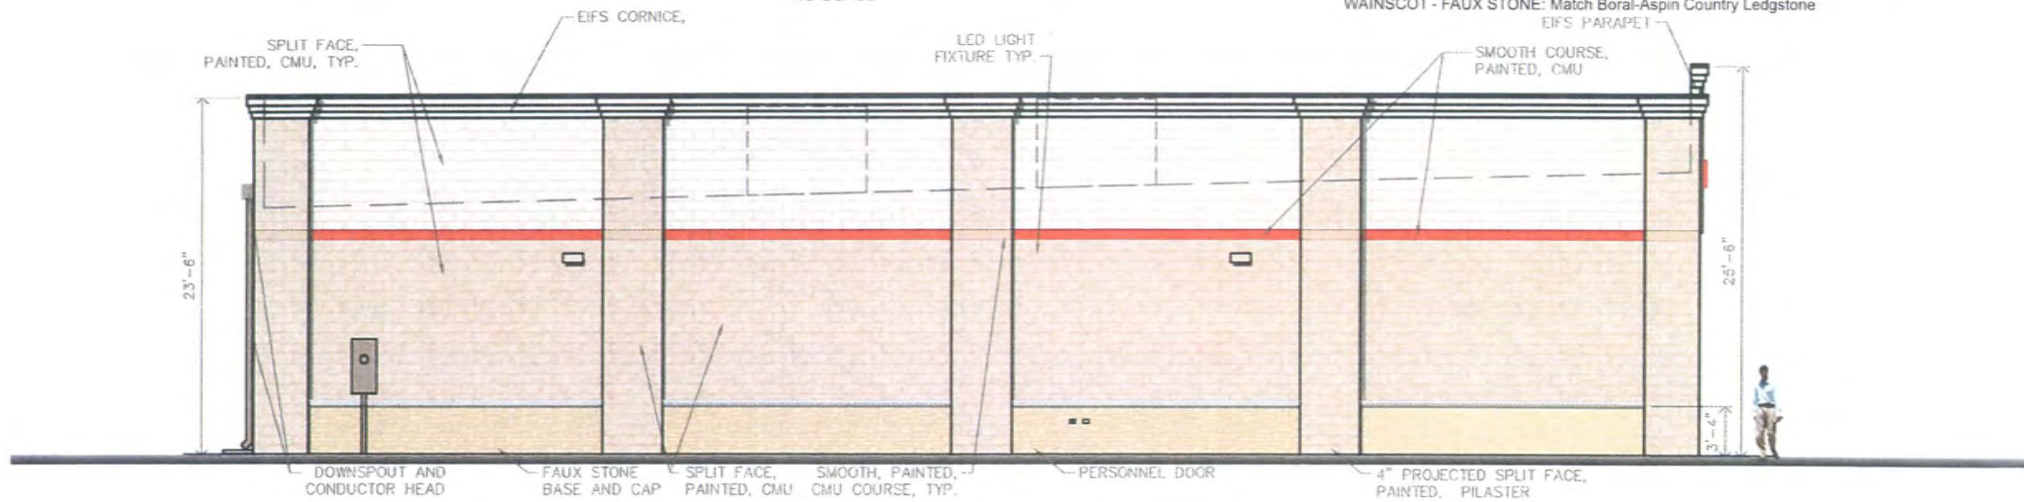 WAINSCOT - FAUX STONE: Match Boral-Aspin Country Ledgstone
EIFS CORNICE,
EIFS PARAPET
SPLIT FACE,
PAINTED, CMU, TYP.
LED LIGHT
FIXTURE TYP.
SMOOTH COURSE,
PAINTED, CMU
23'-6"
25'-6"
3'-4"
DOWNSPOUT AND
CONDUCTOR HEAD
FAUX STONE
BASE AND CAP
SPLIT FACE,
PAINTED, CMU
SMOOTH, PAINTED,
CMU COURSE, TYP.
PERSONNEL DOOR
4" PROJECTED SPLIT FACE,
PAINTED, PILASTER